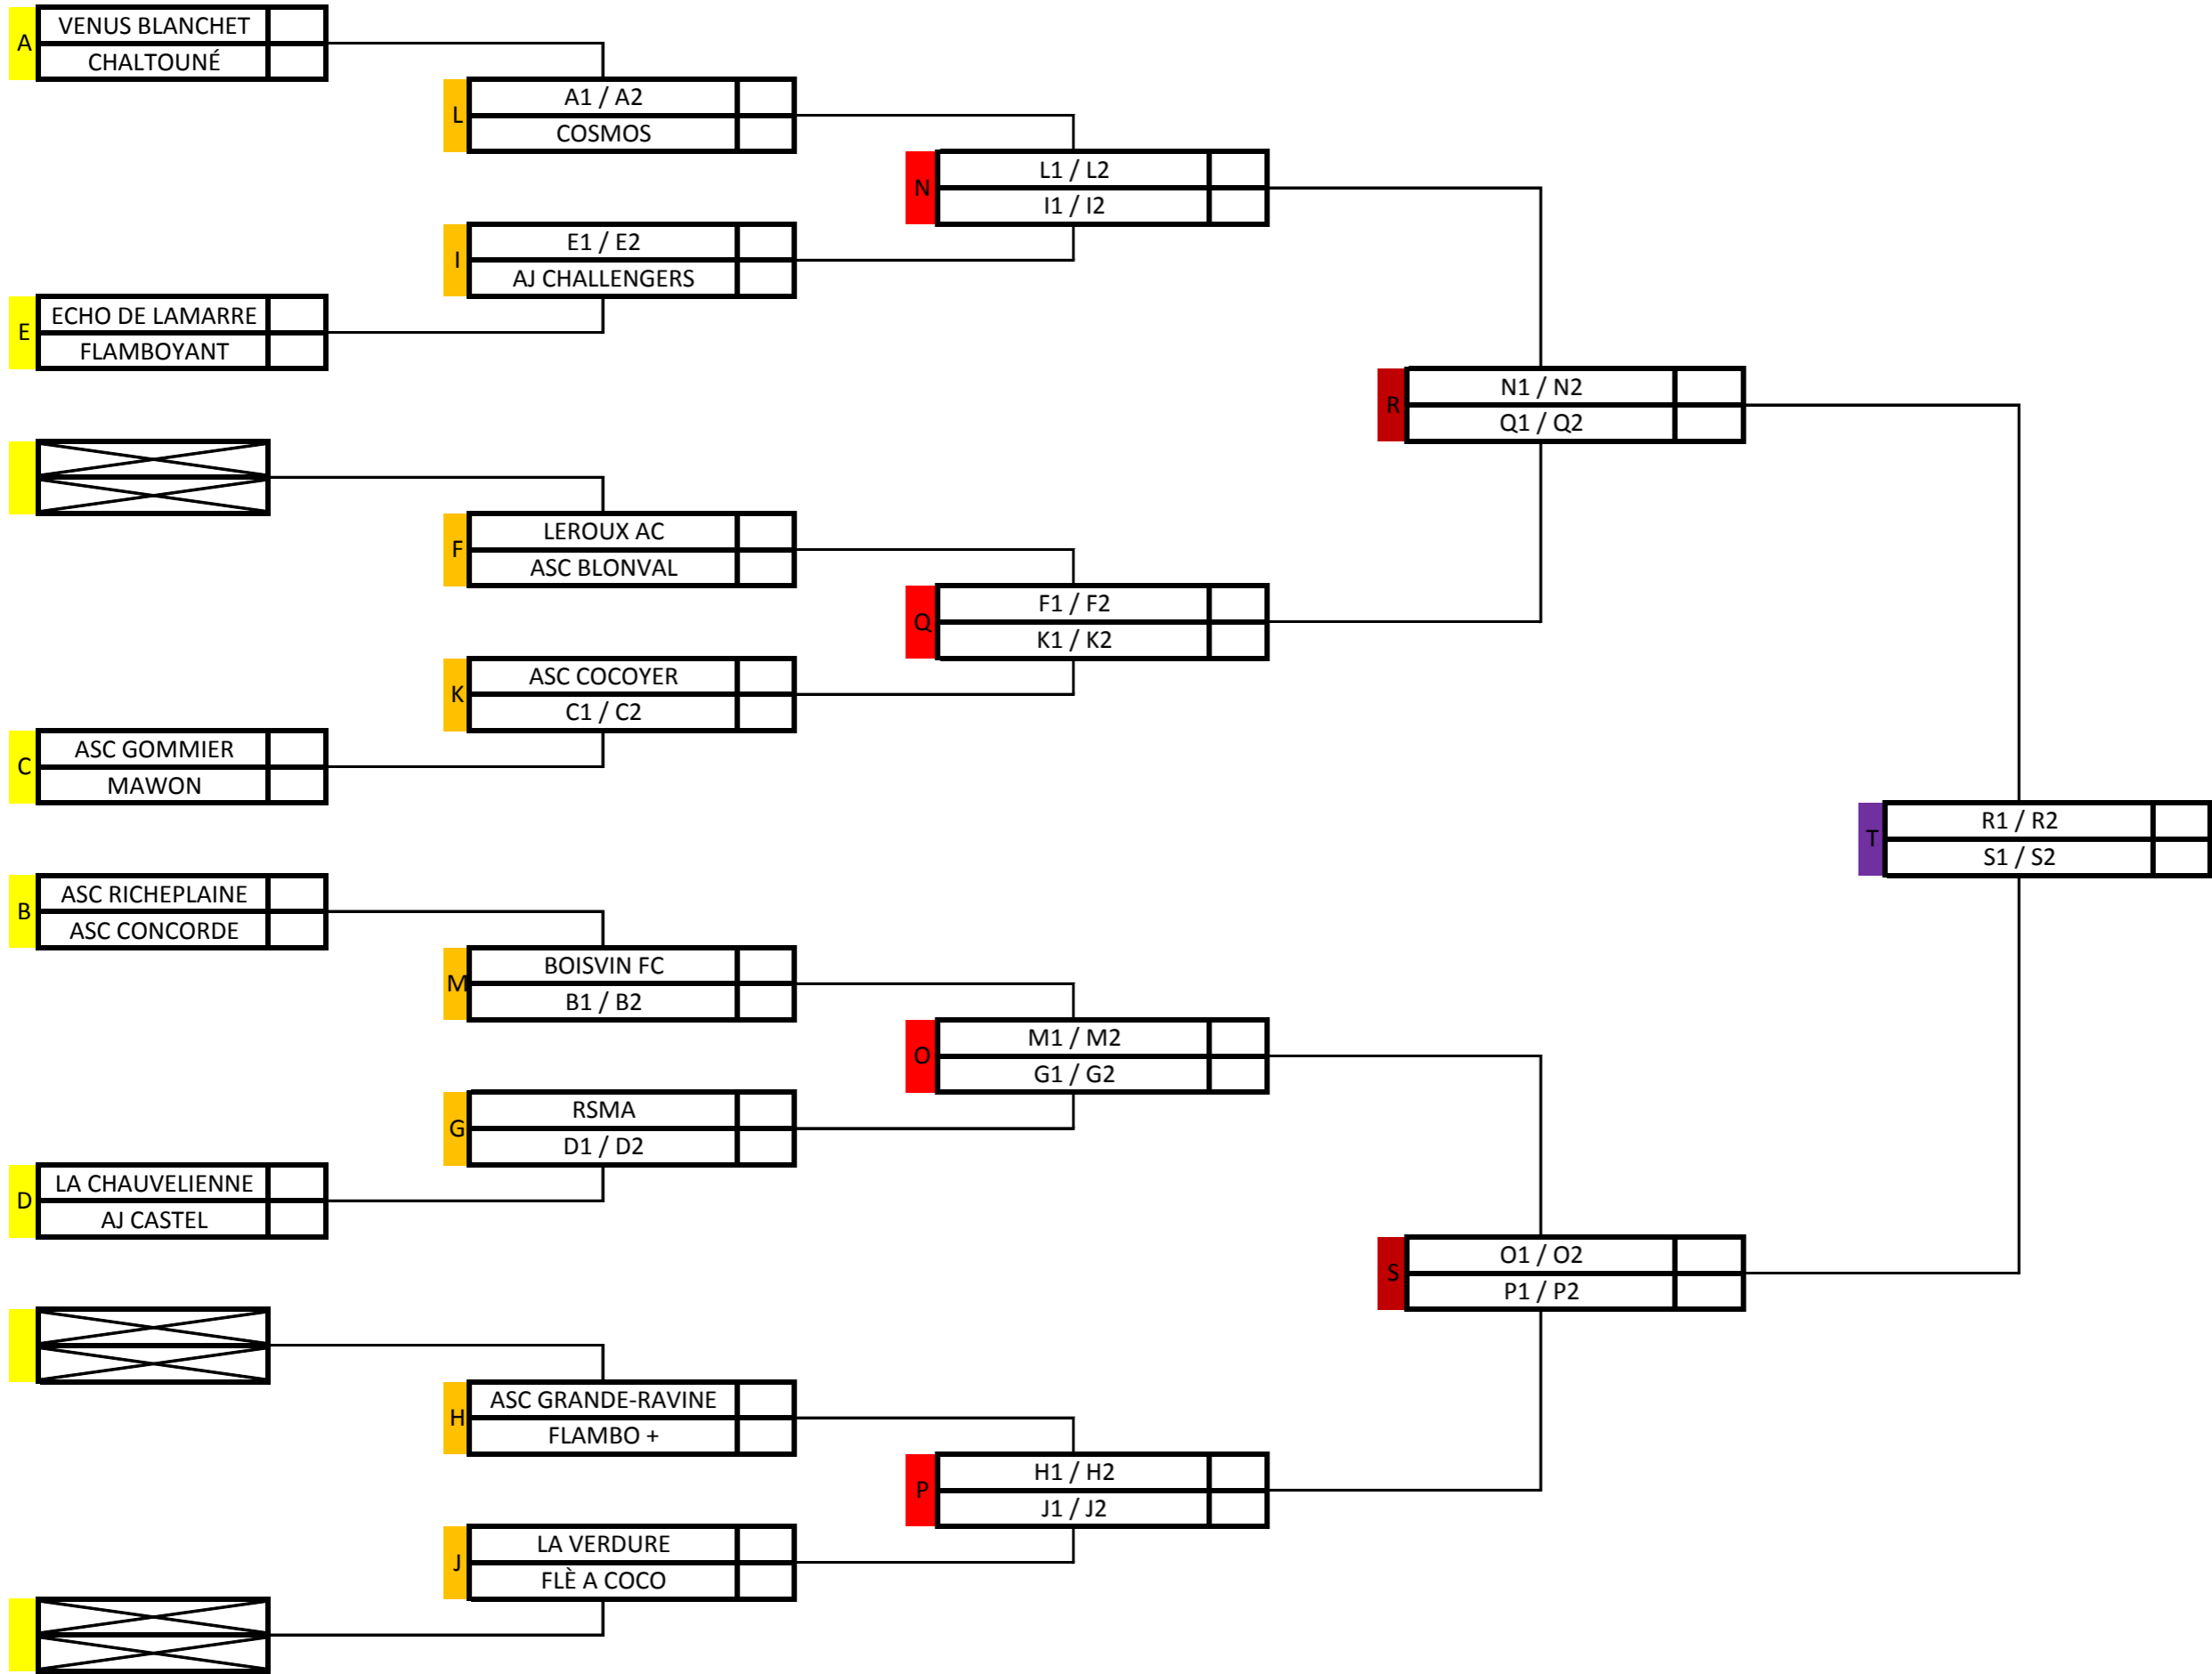 A
VENUS BLANCHET
CHALTOUNÉ
L
A1 / A2
COSMOS
N
L1 / L2
I1 / I2
I
E1 / E2
AJ CHALLENGERS
E
ECHO DE LAMARRE
FLAMBOYANT
R
N1 / N2
Q1 / Q2
F
LEROUX AC
ASC BLONVAL
Q
F1 / F2
K1 / K2
K
ASC COCOYER
C1 / C2
C
ASC GOMMIER
MAWON
T
R1 / R2
S1 / S2
B
ASC RICHEPLAINE
ASC CONCORDE
M
BOISVIN FC
B1 / B2
O
M1 / M2
G1 / G2
G
RSMA
D1 / D2
D
LA CHAUVELIENNE
AJ CASTEL
S
O1 / O2
P1 / P2
H
ASC GRANDE-RAVINE
FLAMBO +
P
H1 / H2
J1 / J2
J
LA VERDURE
FLÈ A COCO